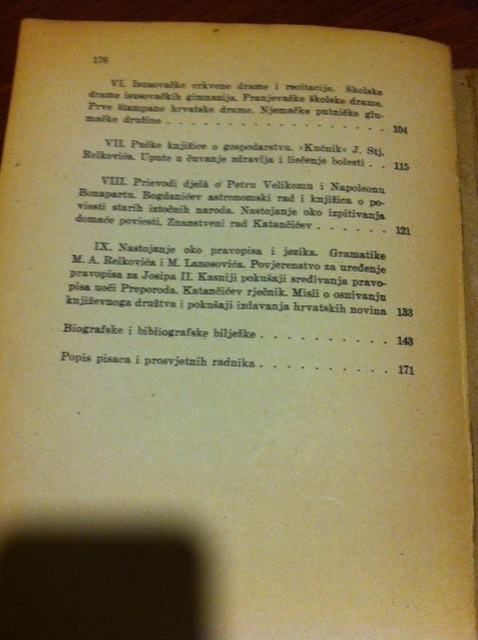 176
VI. Isusovačke crkvene drame i recitacije. Školske
drame isusovačkih gimnazija. Franjevačke školske drame.
Prve štampane hrvatske drame. Njemačke putničke glu-
mačke družine . . . . . . . . . . . . . . 104
VII. Pučke knjižice o gospodarstvu. »Kućnik« J. Stj.
Relkovića. Upute u čuvanje zdravlja i liečenje bolesti . . 115
VIII. Prievodi djelâ o Petru Velikomu i Napoleonu
Bonapartu. Bogdanićev astronomski rad i knjižica o po-
viesti starih iztočnih naroda. Nastojanje oko izpitivanja
domaće poviesti. Znanstveni rad Katančićev . . . . . . 121
IX. Nastojanje oko pravopisa i jezika. Gramatike
M. A. Relkovića i M. Lanosovića. Povjerenstvo za uređenje
pravopisa za Josipa II. Kasniji pokušaji sređivanja pravo-
pisa uoči Preporoda. Katančićev rječnik. Misli o osnivanju
književnoga društva i pokušaji izdavanja hrvatskih novina 133
Biografske i bibliografske bilježke . . . . . . . . . . 143
Popis pisaca i prosvjetnih radnika . . . . . . . . . . 171